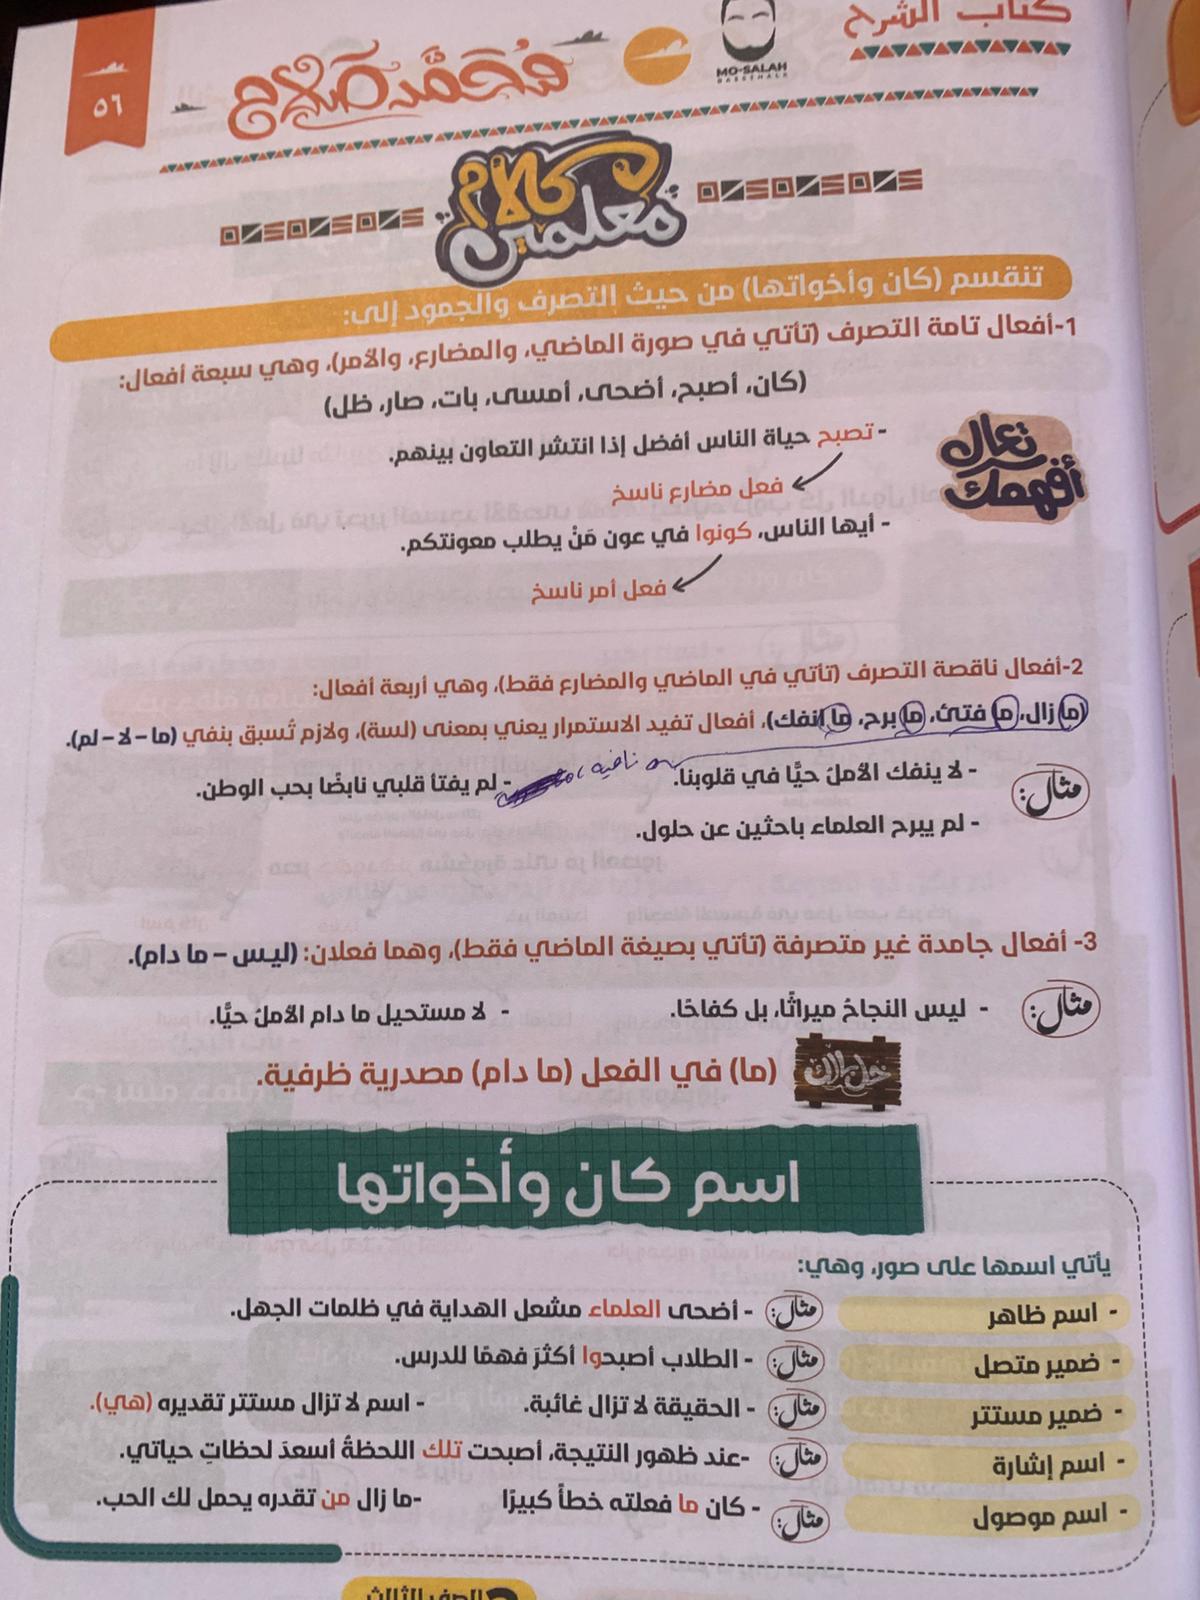 كتاب الشرح
MO-SALAH
محمد صلاح
٥٦
كلام معلمين
تنقسم (كان وأخواتها) من حيث التصرف والجمود إلى:
1-أفعال تامة التصرف (تأتي في صورة الماضي، والمضارع، والأمر)، وهي سبعة أفعال:
(كان، أصبح، أضحى، أمسى، بات، صار، ظل)
تعالى أفهمك
- تصبح حياة الناس أفضل إذا انتشر التعاون بينهم.
فعل مضارع ناسخ
- أيها الناس، كونوا في عون مَنْ يطلب معونتكم.
فعل أمر ناسخ
2-أفعال ناقصة التصرف (تأتي في الماضي والمضارع فقط)، وهي أربعة أفعال:
(ما زال، ما فتئ، ما برح، ما انفك)، أفعال تفيد الاستمرار يعني بمعنى (لسة)، ولازم تُسبق بنفي (ما – لا – لم).
نافيه
مثال: - لا ينفك الأملُ حيًّا في قلوبنا. - لم يفتأ قلبي نابضًا بحب الوطن.
- لم يبرح العلماء باحثين عن حلول.
3- أفعال جامدة غير متصرفة (تأتي بصيغة الماضي فقط)، وهما فعلان: (ليس – ما دام).
مثال: - ليس النجاحُ ميراثًا، بل كفاحًا. - لا مستحيل ما دام الأملُ حيًّا.
خل بالك (ما) في الفعل (ما دام) مصدرية ظرفية.
اسم كان وأخواتها
يأتي اسمها على صور، وهي:
- اسم ظاهر مثال: - أضحى العلماء مشعل الهداية في ظلمات الجهل.
- ضمير متصل مثال: - الطلاب أصبحوا أكثرَ فهمًا للدرس.
- ضمير مستتر مثال: - الحقيقة لا تزال غائبة. - اسم لا تزال مستتر تقديره (هي).
- اسم إشارة مثال: -عند ظهور النتيجة، أصبحت تلك اللحظةُ أسعدَ لحظاتِ حياتي.
- اسم موصول مثال: - كان ما فعلته خطأً كبيرًا -ما زال من تقدره يحمل لك الحب.
الصف الثالث